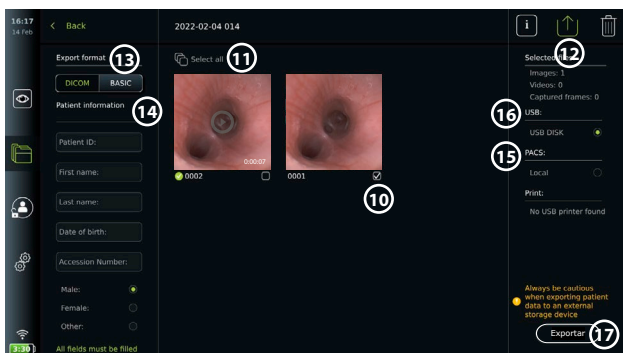 16:17
14 Feb
Back
2022-02-04 014
i
Export format
13
DICOM
BASIC
Patient information
14
Patient ID:
First name:
Last name:
Date of birth:
Accession Number:
Male:
Female:
Other:
All fields must be filled
Select all
11
0:00:07
0002
0001
10
12
Images: 1
Videos: 0
Captured frames: 0
16
USB:
USB DISK
15
PACS:
Local
Print:
No USB printer found
Always be cautious
when exporting patient
data to an external
storage device
Exportar
17
3:30